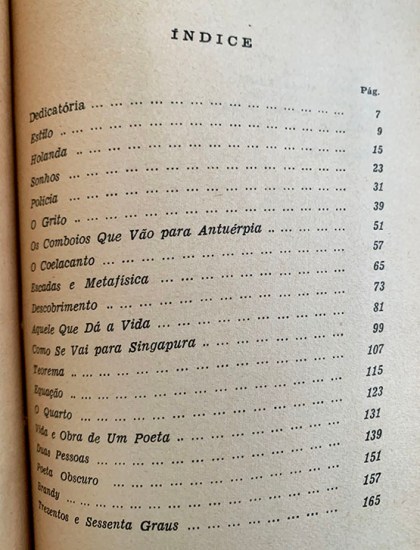 ÍNDICE
Pág.
Dedicatória ... ... ... ... ... ... ... ... ... ... ... 7
Estilo .. ... ... ... ... ... ... ... ... ... ... ... 9
Holanda ... ... ... ... ... ... ... ... ... ... ... 15
Sonhos ... ... ... ... ... ... ... ... ... ... ... 23
Polícia ... ... ... ... ... ... ... ... ... ... ... 31
O Grito .. ... ... ... ... ... ... ... ... ... ... 39
Os Comboios Que Vão para Antuérpia .. ... ... ... 51
O Coelacanto ... ... ... ... ... ... ... ... ... 57
Escadas e Metafísica ... ... ... ... ... ... ... 65
Descobrimento .. ... ... ... ... ... ... ... ... 73
Aquele Que Dá a Vida .. ... ... ... ... ... ... 81
Como Se Vai para Singapura .. ... ... ... ... ... 99
Teorema .. ... ... ... ... ... ... ... ... ... 107
Equação ... ... ... ... ... ... ... ... ... ... 115
O Quarto ... ... ... ... ... ... ... ... ... ... 123
Vida e Obra de Um Poeta .. ... ... ... ... ... 131
Duas Pessoas ... ... ... ... ... ... ... ... ... 139
Poeta Obscuro ... ... ... ... ... ... ... ... ... 151
Brandy .. ... ... ... ... ... ... ... ... ... ... 157
Trezentos e Sessenta Graus ... ... ... ... ... ... 165